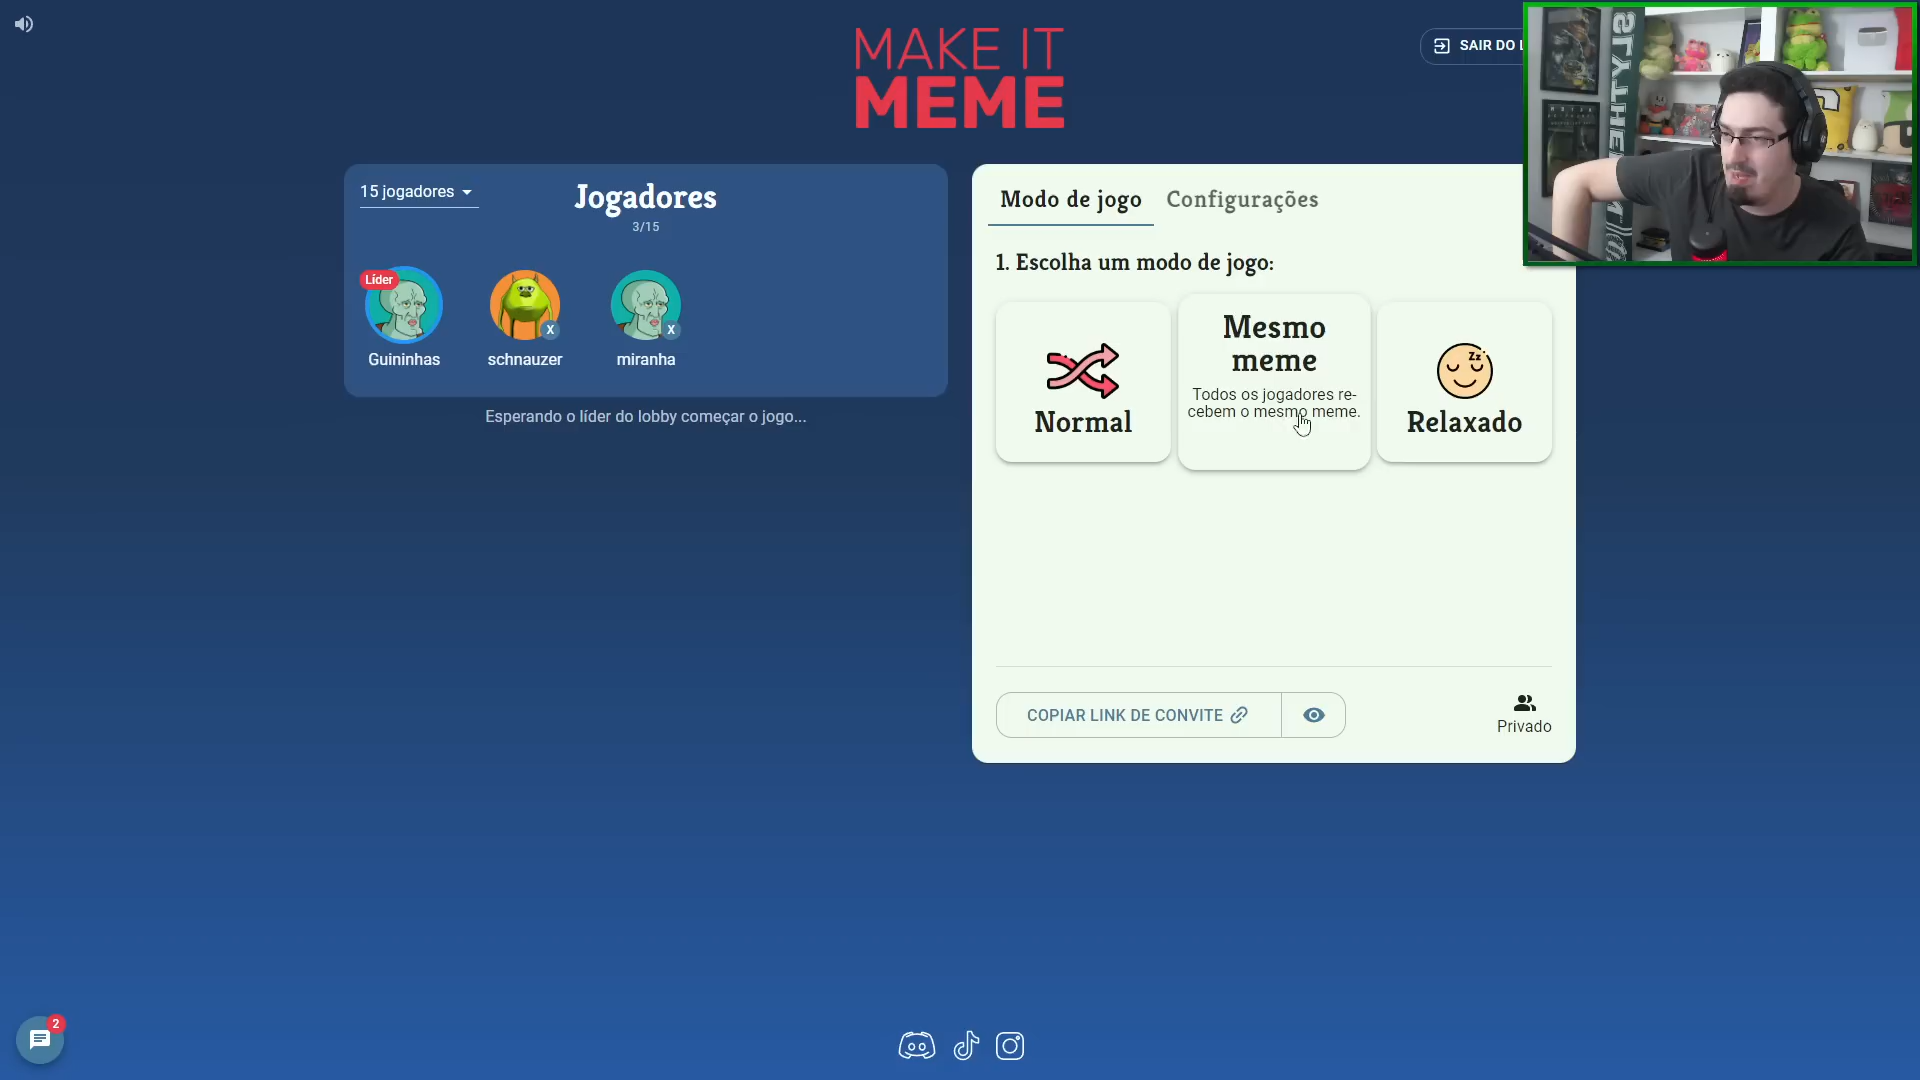 MAKE IT
MEME
SAIR DO L
15 jogadores
Jogadores
3/15
Líder
X
X
Guininhas
schnauzer
miranha
Esperando o líder do lobby começar o jogo...
Modo de jogo
Configurações
1. Escolha um modo de jogo:
Normal
Mesmo
meme
Todos os jogadores re-
cebem o mesmo meme.
Zz
Relaxado
COPIAR LINK DE CONVITE
Privado
2